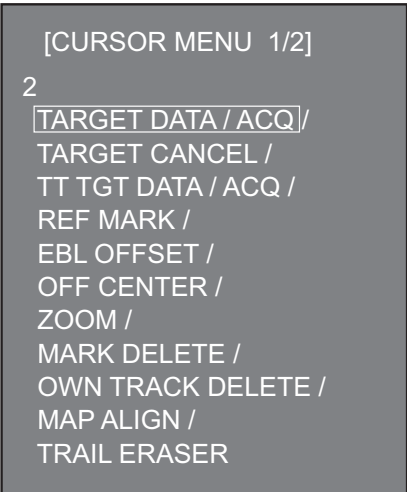 [CURSOR MENU 1/2]
2
TARGET DATA / ACQ /
TARGET CANCEL /
TT TGT DATA / ACQ /
REF MARK /
EBL OFFSET /
OFF CENTER /
ZOOM /
MARK DELETE /
OWN TRACK DELETE /
MAP ALIGN /
TRAIL ERASER